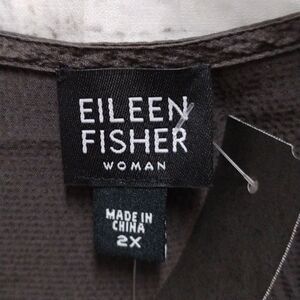 EILEEN
FISHER
WOMAN
MADE IN
CHINA
2X